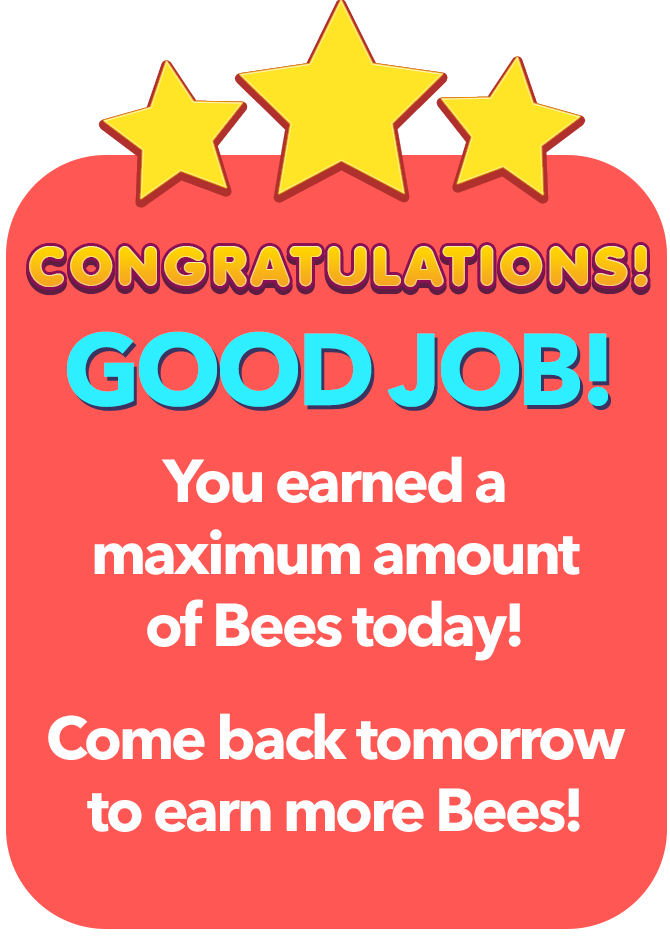 CONGRATULATIONS!
GOOD JOB!
You earned a
maximum amount
of Bees today!
Come back tomorrow
to earn more Bees!